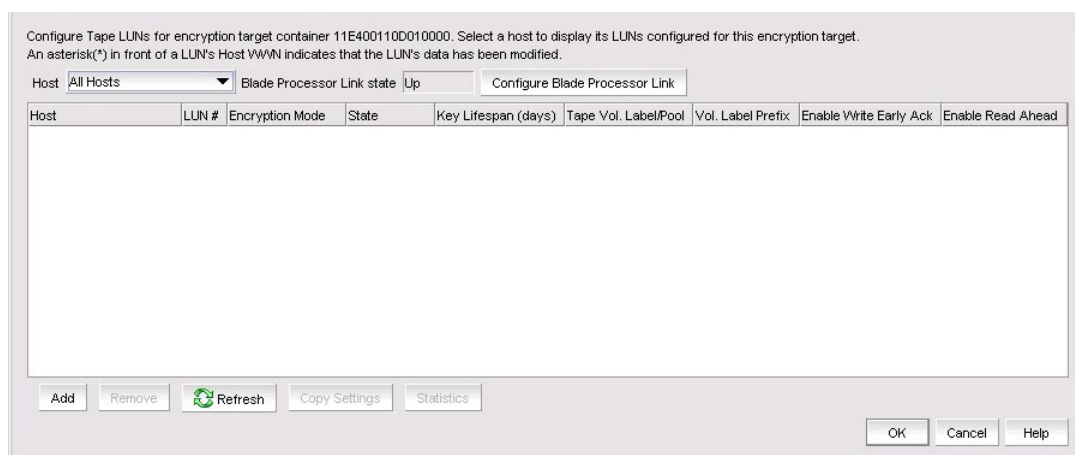 Configure Tape LUNs for encryption target container 11E400110D010000. Select a host to display its LUNs configured for this encryption target.
An asterisk(*) in front of a LUN's Host WWN indicates that the LUN's data has been modified.
Host All Hosts Blade Processor Link state Up Configure Blade Processor Link
Host LUN # Encryption Mode State Key Lifespan (days) Tape Vol. Label/Pool Vol. Label Prefix Enable Write Early Ack Enable Read Ahead
Add Remove Refresh Copy Settings Statistics
OK Cancel Help